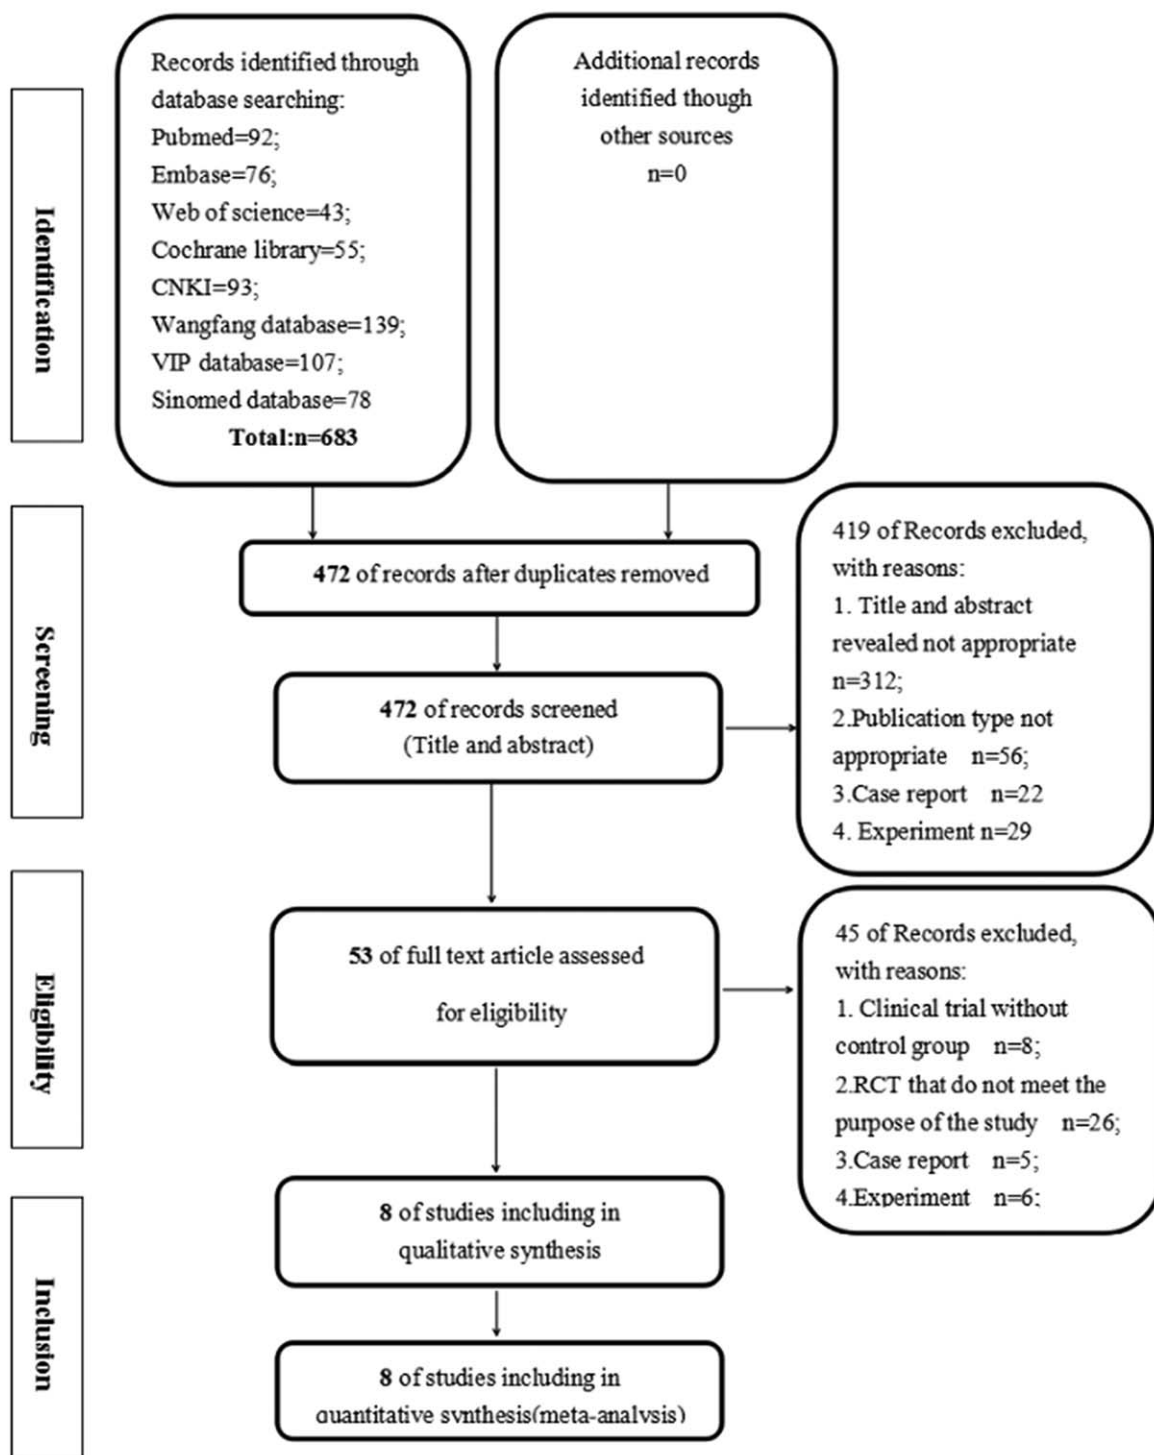 Identification
Records identified through
database searching:
Pubmed=92;
Embase=76;
Web of science=43;
Cochrane library=55;
CNKI=93;
Wangfang database=139;
VIP database=107;
Sinomed database=78
Total:n=683
Additional records
identified though
other sources
n=0
Screening
472 of records after duplicates removed
472 of records screened
(Title and abstract)
419 of Records excluded,
with reasons:
1. Title and abstract
revealed not appropriate
n=312;
2.Publication type not
appropriate n=56;
3.Case report n=22
4. Experiment n=29
Eligibility
53 of full text article assessed
for eligibility
45 of Records excluded,
with reasons:
1. Clinical trial without
control group n=8;
2.RCT that do not meet the
purpose of the study n=26;
3.Case report n=5;
4.Experiment n=6;
Inclusion
8 of studies including in
qualitative synthesis
8 of studies including in
quantitative synthesis(meta-analysis)